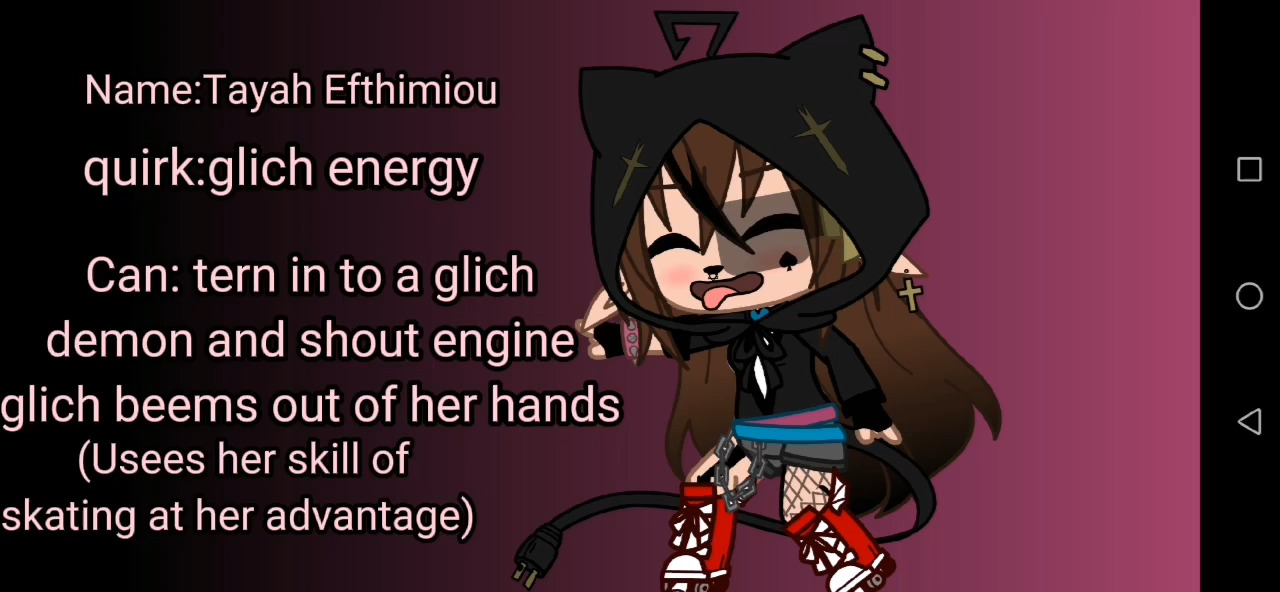 Name:Tayah Efthimiou
quirk:glich energy
Can: tern in to a glich
demon and shout engine
glich beems out of her hands
(Usees her skill of
skating at her advantage)